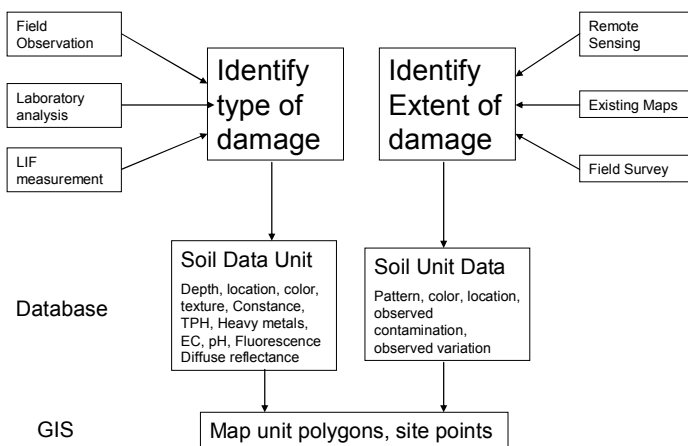 Field
Observation
Laboratory
analysis
LIF
measurement
Identify
type of
damage
Identify
Extent of
damage
Remote
Sensing
Existing Maps
Field Survey
Database
Soil Data Unit
Depth, location, color,
texture, Constance,
TPH, Heavy metals,
EC, pH, Fluorescence
Diffuse reflectance
Soil Unit Data
Pattern, color, location,
observed
contamination,
observed variation
GIS
Map unit polygons, site points